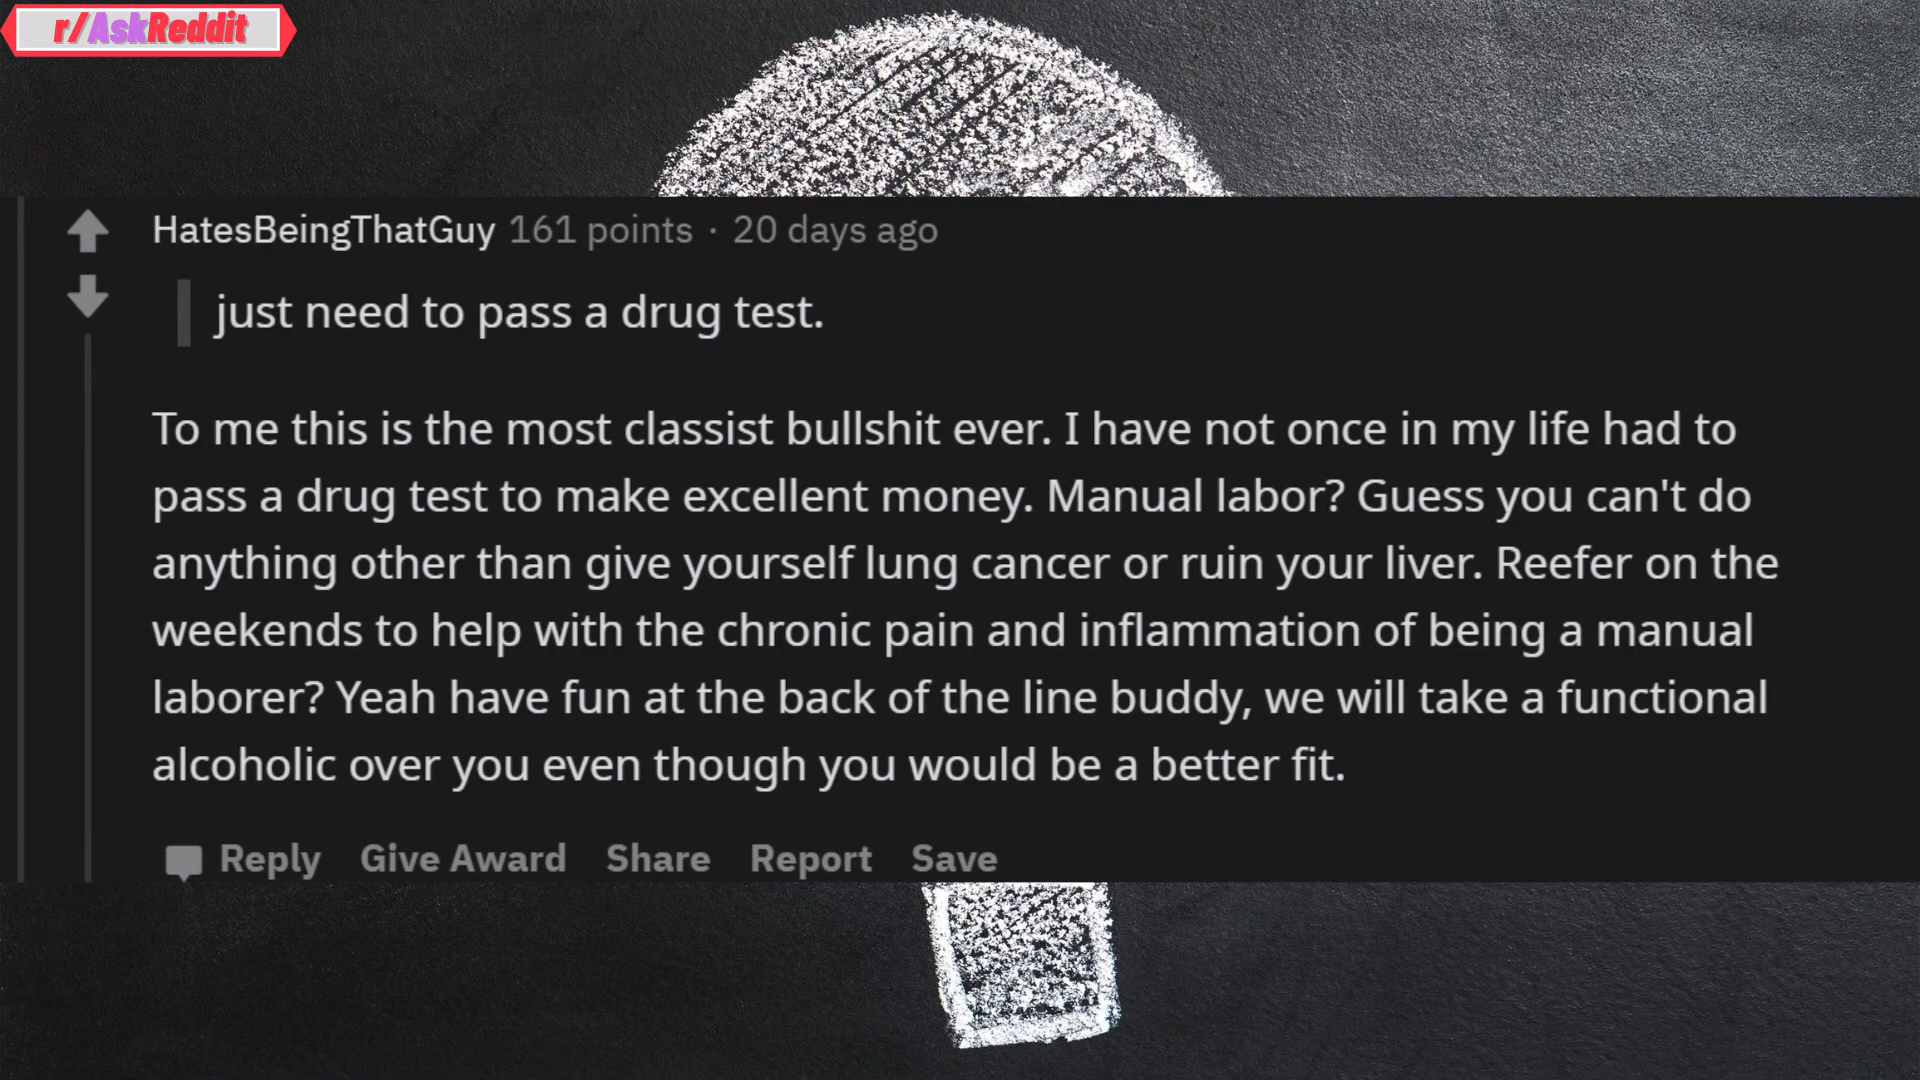 r/AskReddit
HatesBeingThatGuy 161 points · 20 days ago
just need to pass a drug test.
To me this is the most classist bullshit ever. I have not once in my life had to
pass a drug test to make excellent money. Manual labor? Guess you can't do
anything other than give yourself lung cancer or ruin your liver. Reefer on the
weekends to help with the chronic pain and inflammation of being a manual
laborer? Yeah have fun at the back of the line buddy, we will take a functional
alcoholic over you even though you would be a better fit.
Reply Give Award Share Report Save